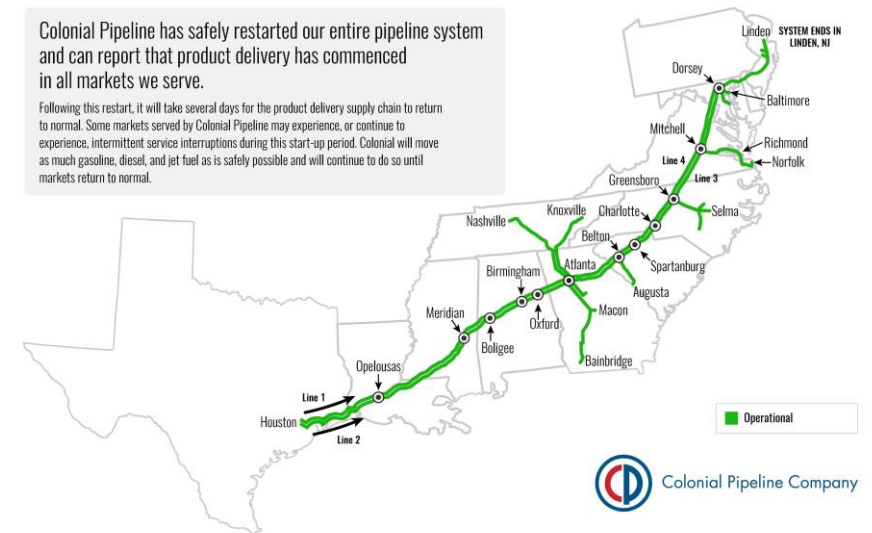 Colonial Pipeline has safely restarted our entire pipeline system
and can report that product delivery has commenced
in all markets we serve.
Following this restart, it will take several days for the product delivery supply chain to return
to normal. Some markets served by Colonial Pipeline may experience, or continue to
experience, intermittent service interruptions during this start-up period. Colonial will move
as much gasoline, diesel, and jet fuel as is safely possible and will continue to do so until
markets return to normal.
Linden
SYSTEM ENDS IN
LINDEN, NJ
Dorsey
Baltimore
Mitchell
Richmond
Line 4
Norfolk
Greensboro
Line 3
Nashville
Knoxville
Charlotte
Selma
Belton
Birmingham
Atlanta
Spartanburg
Augusta
Meridian
Oxford
Macon
Boligee
Bainbridge
Opelousas
Line 1
Houston
Line 2
Operational
CP
Colonial Pipeline Company